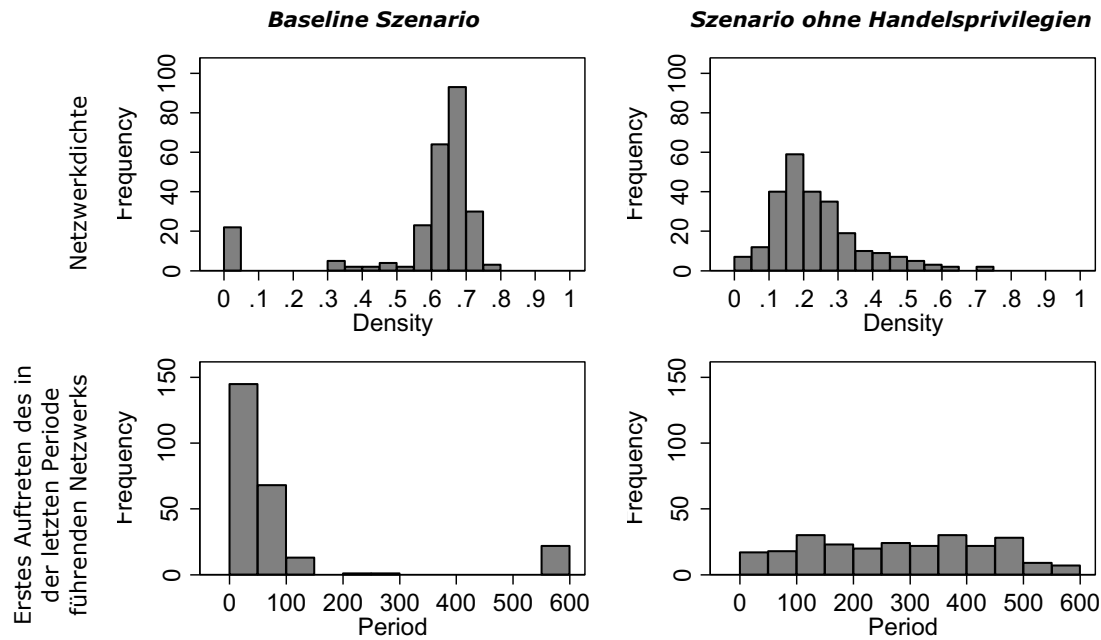 Baseline Szenario
Szenario ohne Handelsprivilegien
Netzwerkdichte
Frequency
0 20 40 60 80 100
0 .1 .2 .3 .4 .5 .6 .7 .8 .9 1
Density
Frequency
0 20 40 60 80 100
0 .1 .2 .3 .4 .5 .6 .7 .8 .9 1
Density
Erstes Auftreten des in
der letzten Periode
führenden Netzwerks
Frequency
0 50 100 150
0 100 200 300 400 500 600
Period
Frequency
0 50 100 150
0 100 200 300 400 500 600
Period